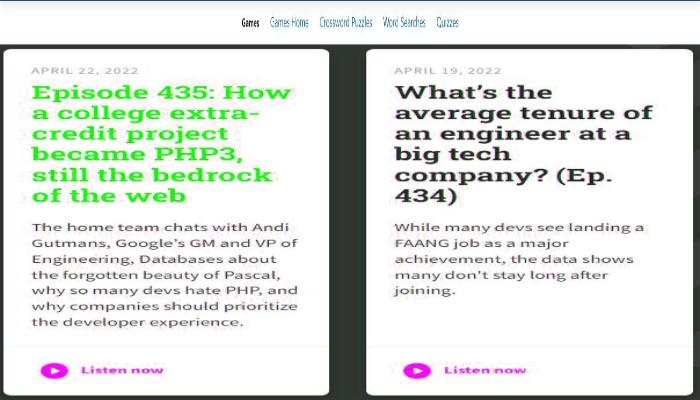 Games Games Home Crossword Puzzles Word Searches Quizzes
APRIL 22, 2022
Episode 435: How
a college extra-
credit project
became PHP3,
still the bedrock
of the web
The home team chats with Andi
Gutmans, Google's GM and VP of
Engineering, Databases about
the forgotten beauty of Pascal,
why so many devs hate PHP, and
why companies should prioritize
the developer experience.
Listen now
APRIL 19, 2022
What's the
average tenure of
an engineer at a
big tech
company? (Ep.
434)
While many devs see landing a
FAANG job as a major
achievement, the data shows
many don't stay long after
joining.
Listen now